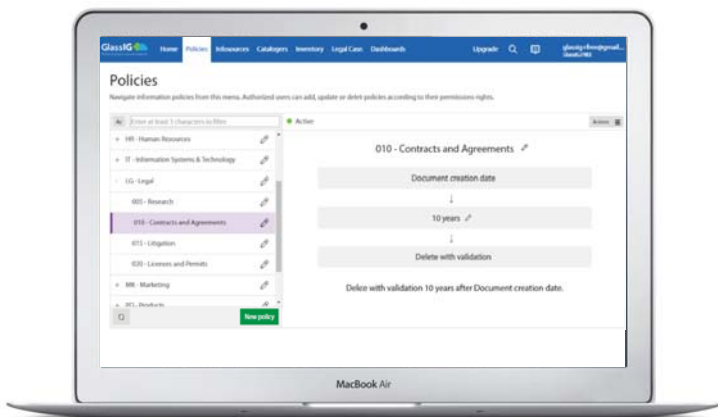 GlassIG
Home Policies Infosources Catalogers Inventory Legal Case Dashboards Upgrade
Policies
Navigate information policies from this menu. Authorized users can add, update or delet policies according to their permissions rights.
Enter at least 3 characters to filter
Active
Actions
+ HR - Human Resources
+ IT - Information Systems & Technology
- LG - Legal
005 - Research
010 - Contracts and Agreements
015 - Litigation
020 - Licenses and Permits
+ MK - Marketing
+ PD - Products
New policy
010 - Contracts and Agreements
Document creation date
↓
10 years
↓
Delete with validation
Delete with validation 10 years after Document creation date.
MacBook Air